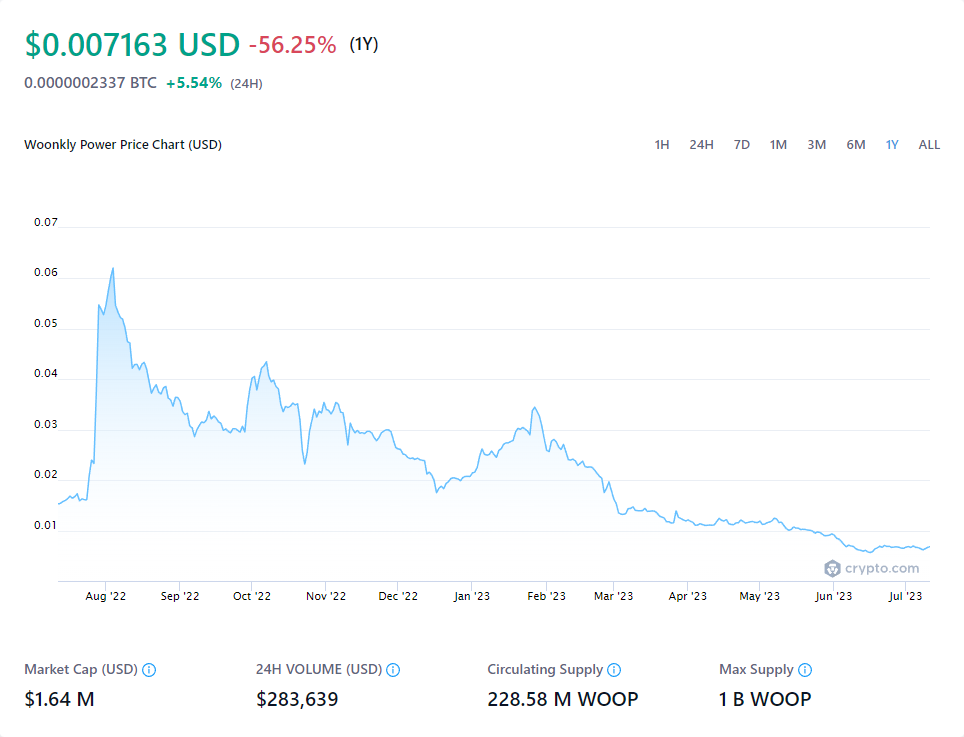 $0.007163 USD -56.25% (1Y)
0.0000002337 BTC +5.54% (24H)
Woonkly Power Price Chart (USD) 1H 24H 7D 1M 3M 6M 1Y ALL
0.07
0.06
0.05
0.04
0.03
0.02
0.01
crypto.com
Aug '22 Sep '22 Oct '22 Nov '22 Dec '22 Jan '23 Feb '23 Mar '23 Apr '23 May '23 Jun '23 Jul '23
Market Cap (USD) 24H VOLUME (USD) Circulating Supply Max Supply
$1.64 M $283,639 228.58 M WOOP 1 B WOOP